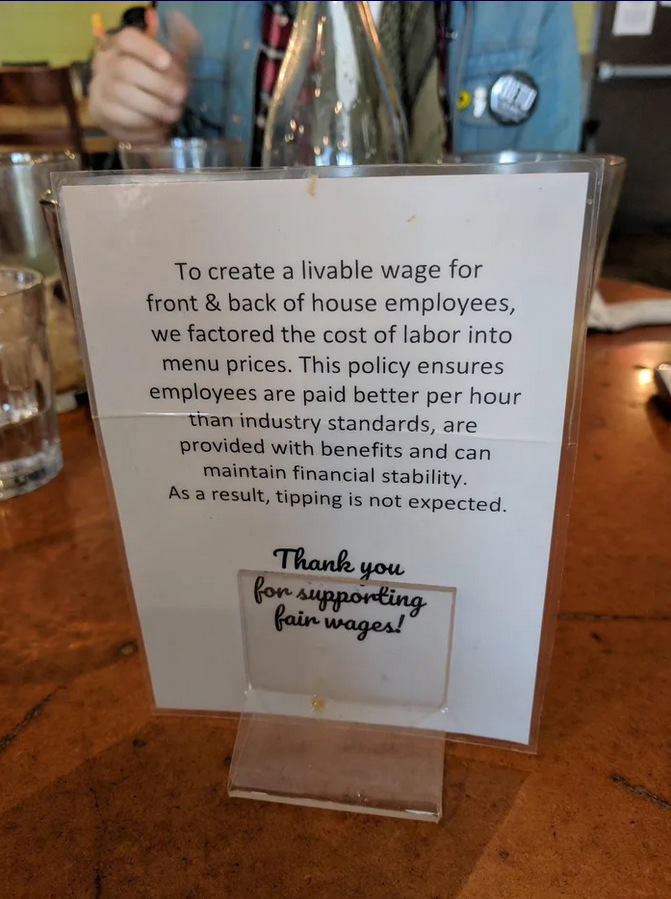 To create a livable wage for
front & back of house employees,
we factored the cost of labor into
menu prices. This policy ensures
employees are paid better per hour
than industry standards, are
provided with benefits and can
maintain financial stability.
As a result, tipping is not expected.
Thank you
for supporting
fair wages!